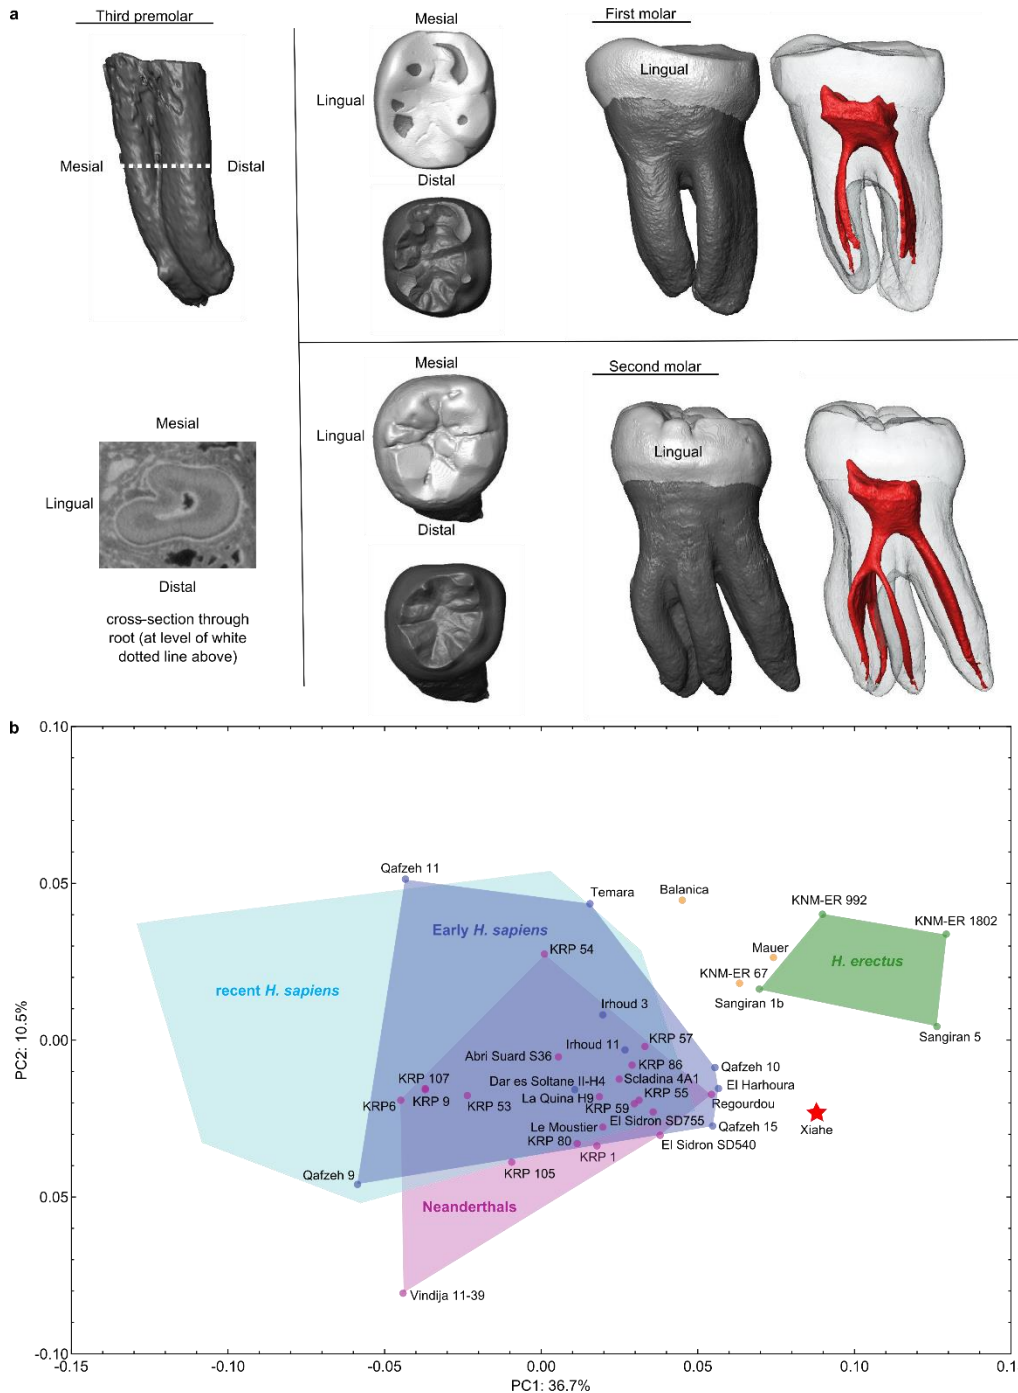 a
Third premolar
First molar
Mesial
Lingual
Lingual
Mesial
Distal
Distal
Mesial
Second molar
Mesial
Lingual
Lingual
Lingual
Distal
Distal
cross-section through
root (at level of white
dotted line above)
b
0.10
0.05
0.00
0.05
-0.10
PC2: 10.5%
-0.15
-0.10
-0.05
0.00
0.05
0.10
0.1
PC1: 36.7%
Qafzeh 11
Temara
Balanica
KNM-ER 992
KNM-ER 1802
Early H. sapiens
KRP 54
Mauer
H. erectus
recent H. sapiens
KNM-ER 67
Sangiran 1b
Irhoud 3
Sangiran 5
KRP 57
Irhoud 11
Abri Suard S36
KRP 86
Qafzeh 10
KRP 107
Dar es Soltane II-H4
Scladina 4A1
El Harhoura
KRP6
KRP 9
KRP 53
La Quina H9
KRP 55
KRP 59
Regourdou
El Sidron SD755
Xiahe
Le Moustier
Qafzeh 15
KRP 80
El Sidron SD540
KRP 1
KRP 105
Qafzeh 9
Neanderthals
Vindija 11-39